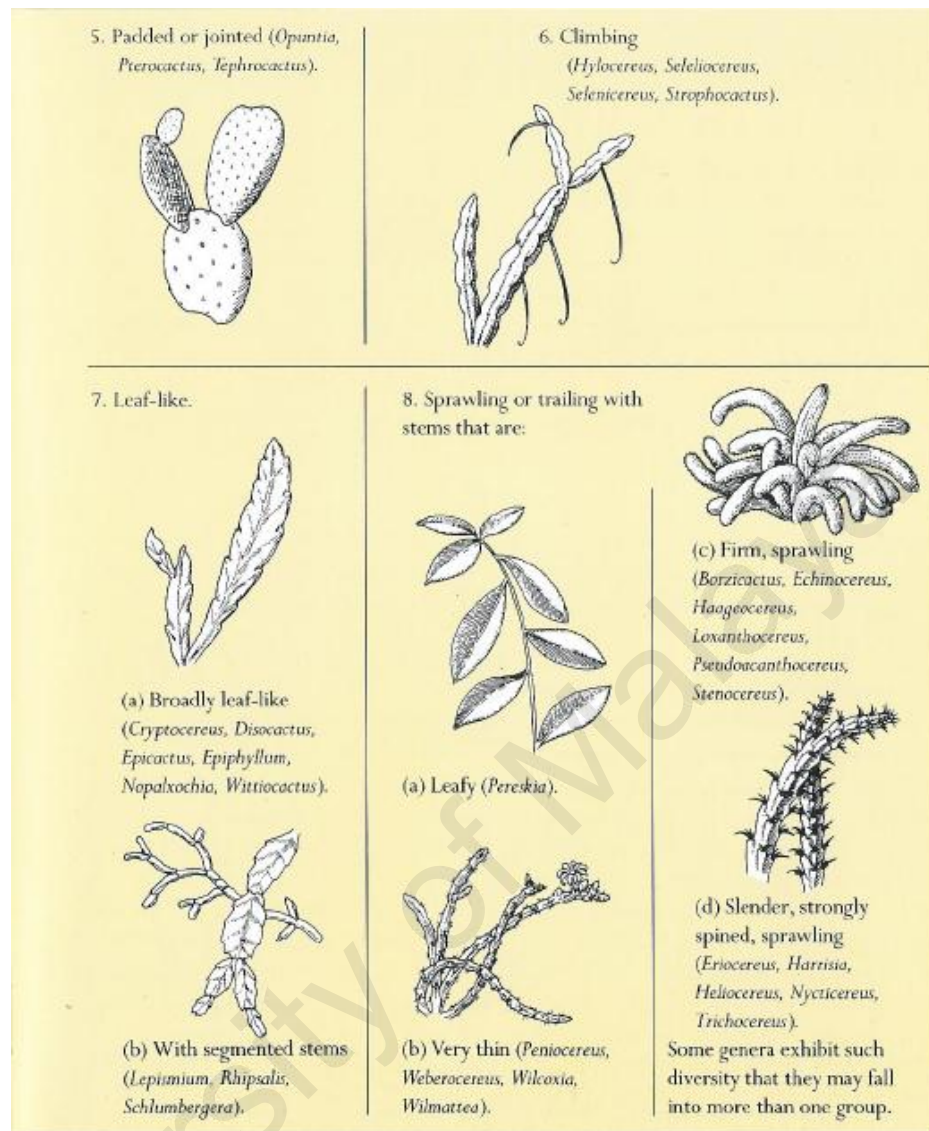 5. Padded or jointed (Opuntia,
Pterocactus, Tephrocactus).
6. Climbing
(Hylocereus, Seleliocereus,
Selenicereus, Strophocactus).
7. Leaf-like.
(a) Broadly leaf-like
(Cryptocereus, Disocactus,
Epicactus, Epiphyllum,
Nopalxochia, Wittiocactus).
(b) With segmented stems
(Lepismium, Rhipsalis,
Schlumbergera).
8. Sprawling or trailing with
stems that are:
(a) Leafy (Pereskia).
(b) Very thin (Peniocereus,
Weberocereus, Wilcoxia,
Wilmattea).
(c) Firm, sprawling
(Borzicactus, Echinocereus,
Haageocereus,
Loxanthocereus,
Pseudoacanthocereus,
Stenocereus).
(d) Slender, strongly
spined, sprawling
(Eriocereus, Harrisia,
Heliocereus, Nycticereus,
Trichocereus).
Some genera exhibit such
diversity that they may fall
into more than one group.
ersity of Malaya